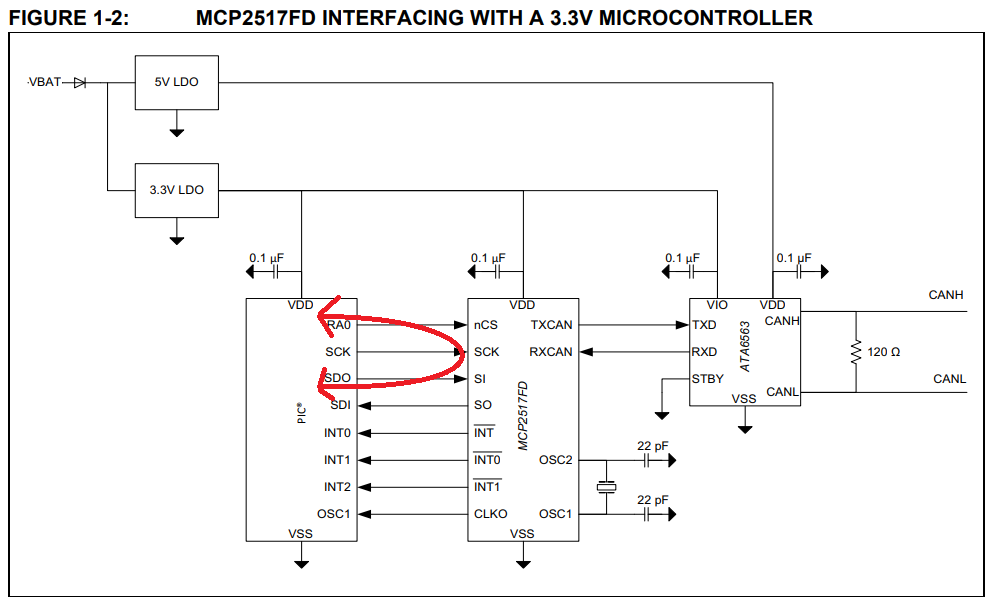 FIGURE 1-2: MCP2517FD INTERFACING WITH A 3.3V MICROCONTROLLER
VBAT
5V LDO
3.3V LDO
0.1 µF
0.1 µF
0.1 µF
0.1 µF
VDD
RA0
SCK
SDO
SDI
INT0
INT1
INT2
OSC1
VSS
PIC®
VDD
nCS
SCK
SI
SO
INT
INT0
INT1
CLKO
VSS
MCP2517FD
TXCAN
RXCAN
OSC2
OSC1
22 pF
22 pF
VIO
VDD
TXD
RXD
STBY
CANH
CANL
VSS
ATA6563
CANH
120 Ω
CANL